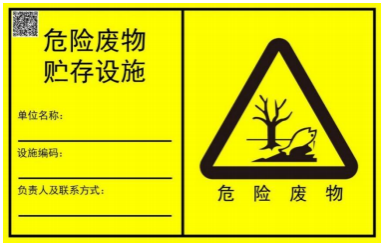 危险废物
贮存设施
单位名称：
设施编码：
负责人及联系方式：
危险废物